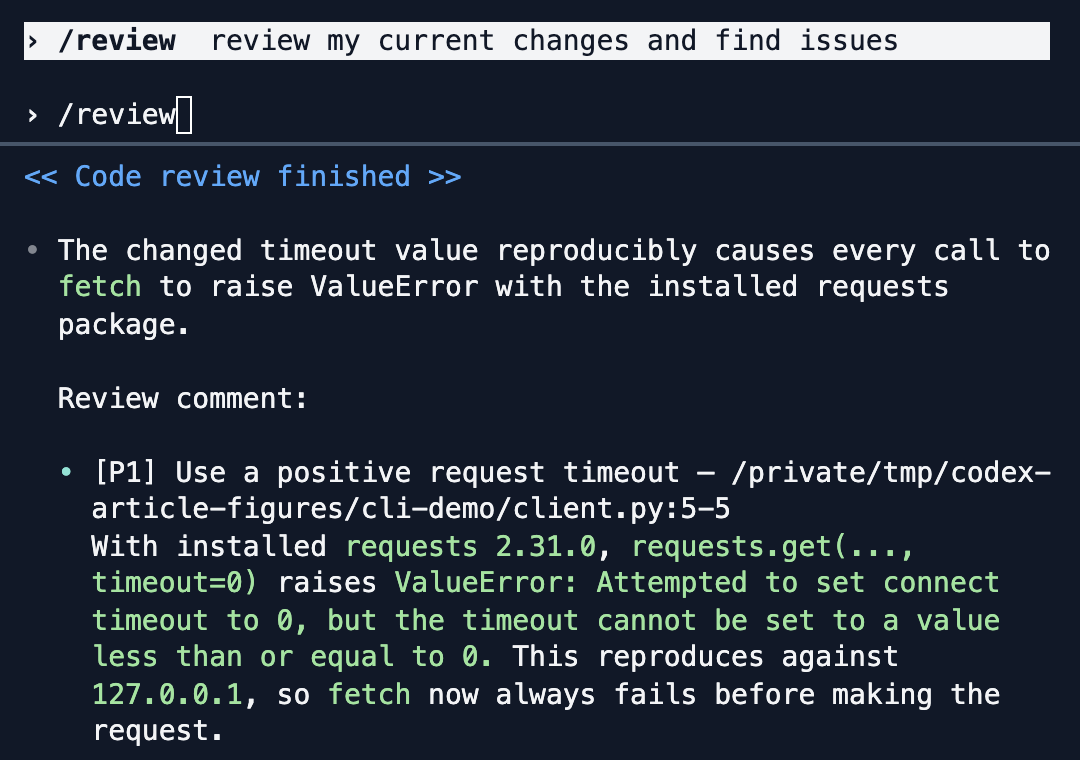 › /review  review my current changes and find issues
› /review
<< Code review finished >>
• The changed timeout value reproducibly causes every call to
fetch to raise ValueError with the installed requests
package.
Review comment:
• [P1] Use a positive request timeout — /private/tmp/codex-
article-figures/cli-demo/client.py:5-5
With installed requests 2.31.0, requests.get(...,
timeout=0) raises ValueError: Attempted to set connect
timeout to 0, but the timeout cannot be set to a value
less than or equal to 0. This reproduces against
127.0.0.1, so fetch now always fails before making the
request.